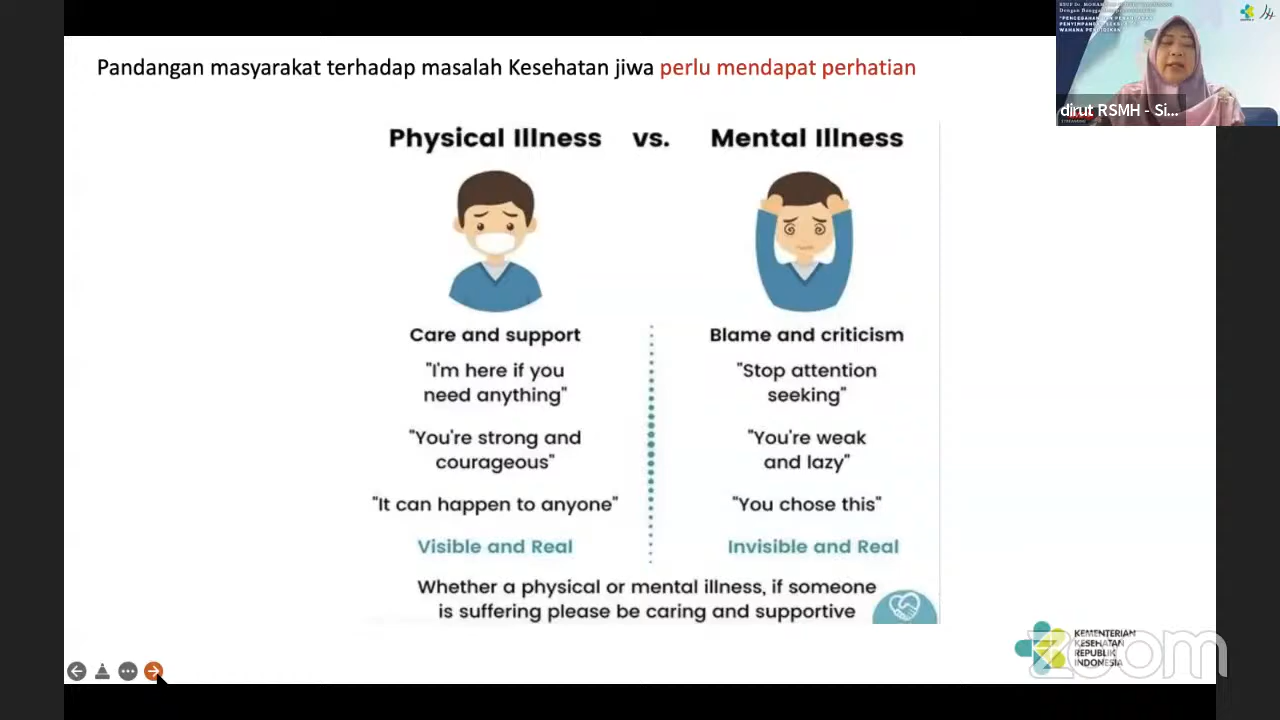 Pandangan masyarakat terhadap masalah Kesehatan jiwa perlu mendapat perhatian
Physical Illness vs. Mental Illness
Care and support
"I'm here if you
need anything"
"You're strong and
courageous"
"It can happen to anyone"
Visible and Real
Blame and criticism
"Stop attention
seeking"
"You're weak
and lazy"
"You chose this"
Invisible and Real
Whether a physical or mental illness, if someone
is suffering please be caring and supportive
KEMENTERIAN
KESEHATAN
REPUBLIK
INDONESIA
zoom
WAHANA PENDIDIKAN
dirut RSMH - Si...